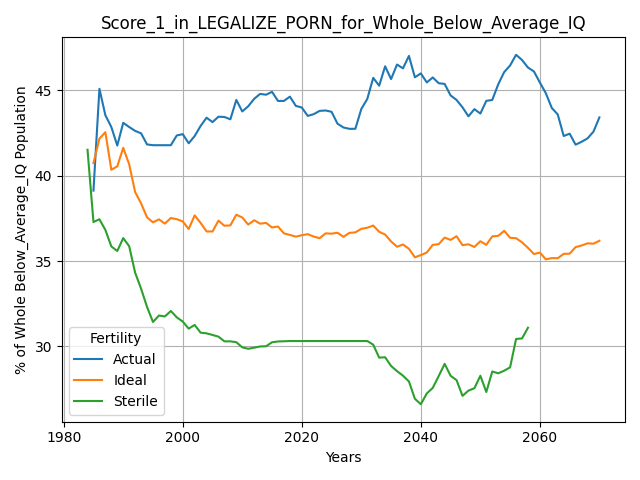 Score_1_in_LEGALIZE_PORN_for_Whole_Below_Average_IQ
% of Whole Below_Average_IQ Population
45
40
35
30
Fertility
Actual
Ideal
Sterile
1980
2000
2020
2040
2060
Years